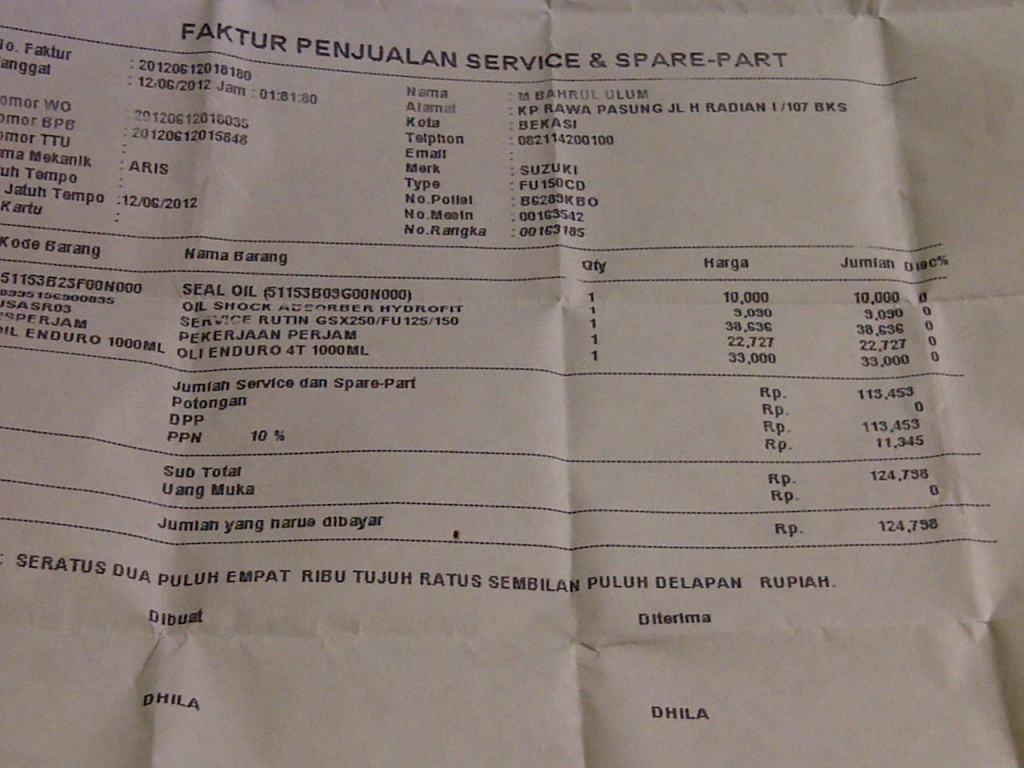 FAKTUR PENJUALAN SERVICE & SPARE-PART
No. Faktur : 20120612018180
anggal : 12/06/2012 Jam : 01:81:80
omor WO : 20120612018035
omor BPB : 20120612015848
omor TTU :
ma Mekanik : ARIS
uh Tempo :
Jatuh Tempo : 12/06/2012
Kartu :
Nama : M BAHRUL ULUM
Alamat : KP RAWA PASUNG JL H RADIAN I /107 BKS
Kota : BEKASI
Telphon : 082114200100
Email :
Merk : SUZUKI
Type : FU150CD
No.Polisi : B6283KBO
No.Mesin : 00163542
No.Rangka : 00163185
Kode Barang Nama Barang Qty Harga Jumlah Disc%
51153B23F00N000 SEAL OIL (51153B09G00N000) 1 10,000 10,000 0
OIL SHOCK ABSORBER HYDROFIT 1 9,090 9,090 0
JSASR03 SERVICE RUTIN GSX250/FU125/150 1 38,636 38,636 0
SPERJAM PEKERJAAN PERJAM 1 22,727 22,727 0
OIL ENDURO 1000ML OLI ENDURO 4T 1000ML 1 33,000 33,000 0
Jumlah Service dan Spare-Part Rp. 113,453
Potongan Rp. 0
DPP Rp. 113,453
PPN 10 % Rp. 11,345
Sub Total Rp. 124,798
Uang Muka Rp. 0
Jumlah yang harus dibayar Rp. 124,798
: SERATUS DUA PULUH EMPAT RIBU TUJUH RATUS SEMBILAN PULUH DELAPAN RUPIAH.
Dibuat Diterima
DHILA DHILA